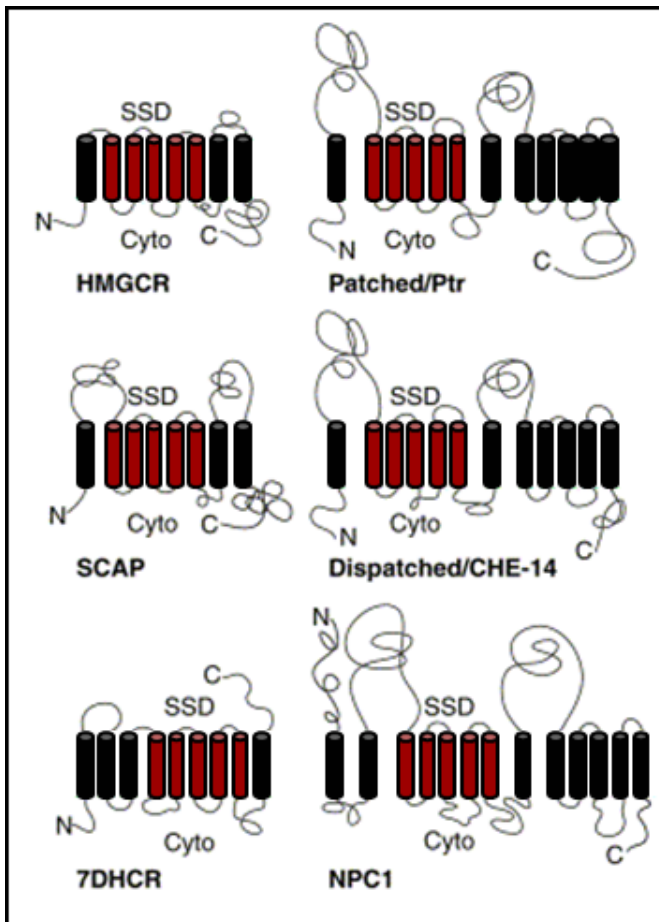 SSD
N
Cyto
C
HMGCR
SSD
N
Cyto
C
Patched/Ptr
SSD
N
Cyto
C
SCAP
SSD
N
Cyto
C
Dispatched/CHE-14
C
SSD
N
Cyto
7DHCR
N
SSD
Cyto
C
NPC1